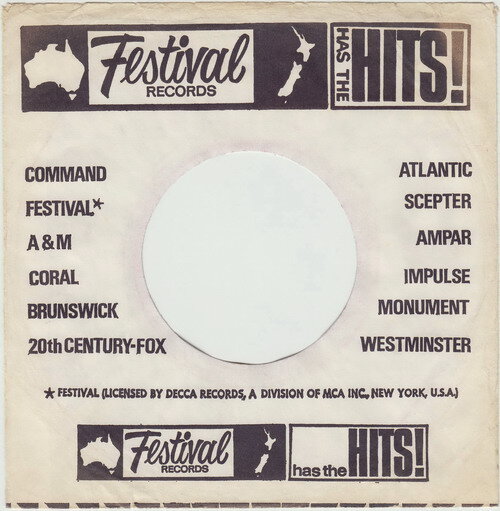 Festival
RECORDS
HAS THE
HITS!
COMMAND
FESTIVAL*
A & M
CORAL
BRUNSWICK
20th CENTURY-FOX
ATLANTIC
SCEPTER
AMPAR
IMPULSE
MONUMENT
WESTMINSTER
* FESTIVAL (LICENSED BY DECCA RECORDS, A DIVISION OF MCA INC., NEW YORK, U.S.A.)
Festival
RECORDS
has the HITS!